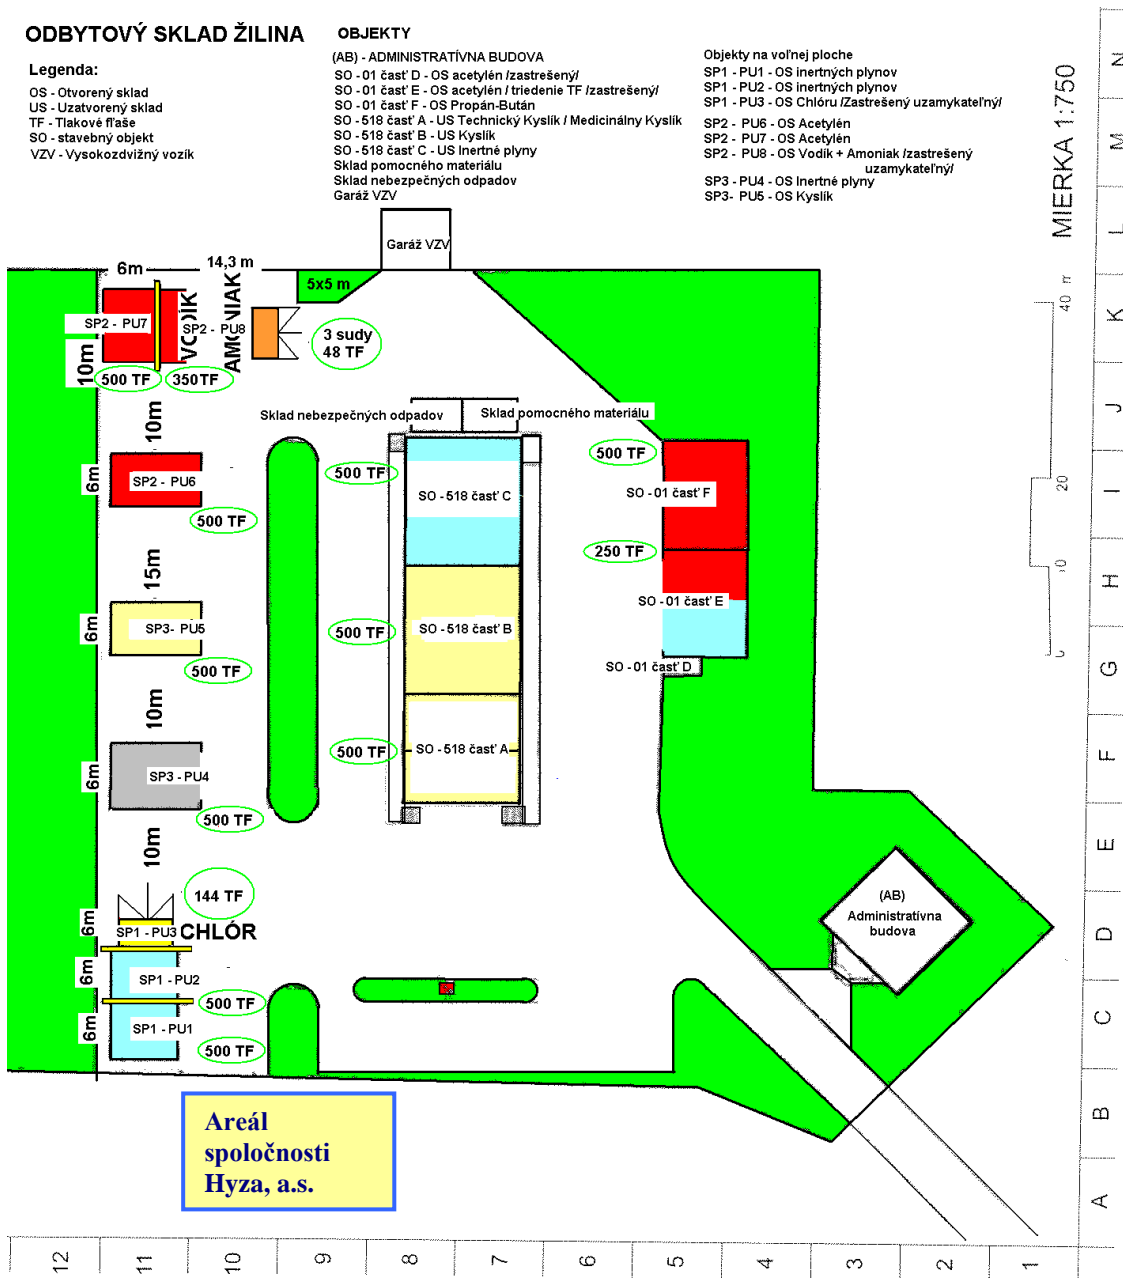 ODBYTOVÝ SKLAD ŽILINA
Legenda:
OS - Otvorený sklad
US - Uzatvorený sklad
TF - Tlakové fľaše
SO - stavebný objekt
VZV - Vysokozdvižný vozík
OBJEKTY
(AB) - ADMINISTRATÍVNA BUDOVA
SO - 01 časť D - OS acetylén /zastrešený/
SO - 01 časť E - OS acetylén / triedenie TF /zastrešený/
SO - 01 časť F - OS Propán-Bután
SO - 518 časť A - US Technický Kyslík / Medicinálny Kyslík
SO - 518 časť B - US Kyslík
SO - 518 časť C - US Inertné plyny
Sklad pomocného materiálu
Sklad nebezpečných odpadov
Garáž VZV
Objekty na voľnej ploche
SP1 - PU1 - OS inertných plynov
SP1 - PU2 - OS inertných plynov
SP1 - PU3 - OS Chlóru /Zastrešený uzamykateľný/
SP2 - PU6 - OS Acetylén
SP2 - PU7 - OS Acetylén
SP2 - PU8 - OS Vodík + Amoniak /zastrešený
uzamykateľný/
SP3 - PU4 - OS Inertné plyny
SP3- PU5 - OS Kyslík
MIERKA 1:750
Garáž VZV
6m
14,3 m
5x5 m
SP2 - PU7
VODÍK
SP2 - PU8
AMONIAK
3 sudy
48 TF
10m
500 TF
350TF
10m
Sklad nebezpečných odpadov
Sklad pomocného materiálu
6m
SP2 - PU6
500 TF
500 TF
SO - 518 časť C
500 TF
SO - 01 časť F
250 TF
15m
6m
SP3- PU5
500 TF
500 TF
SO - 518 časť B
SO - 01 časť E
SO - 01 časť D
10m
6m
SP3 - PU4
500 TF
500 TF
SO - 518 časť A
10m
144 TF
6m
SP1 - PU3
CHLÓR
(AB)
Administratívna
budova
6m
SP1 - PU2
500 TF
6m
SP1 - PU1
500 TF
Areál
spoločnosti
Hyza, a.s.
40 m
20
0
N
M
L
K
J
I
H
G
F
E
D
C
B
A
12
11
10
9
8
7
6
5
4
3
2
1